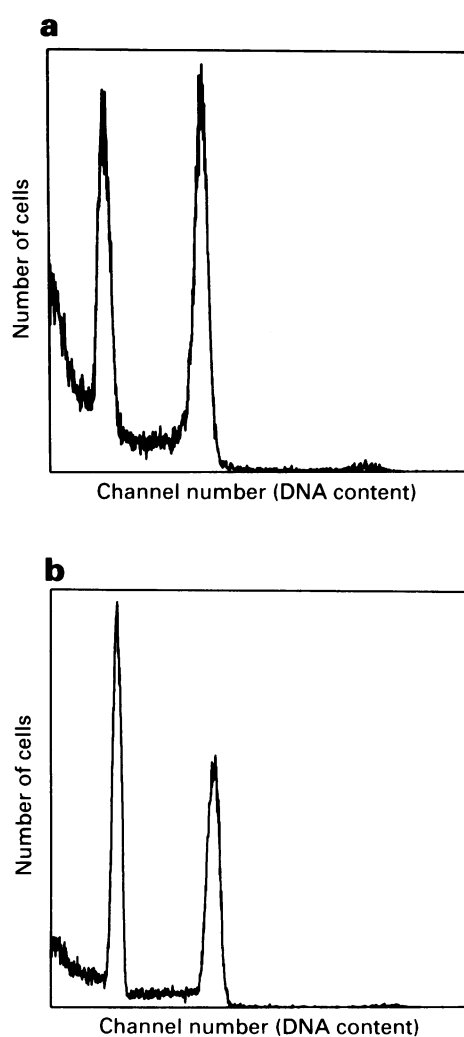 a
Number of cells
Channel number (DNA content)
b
Number of cells
Channel number (DNA content)